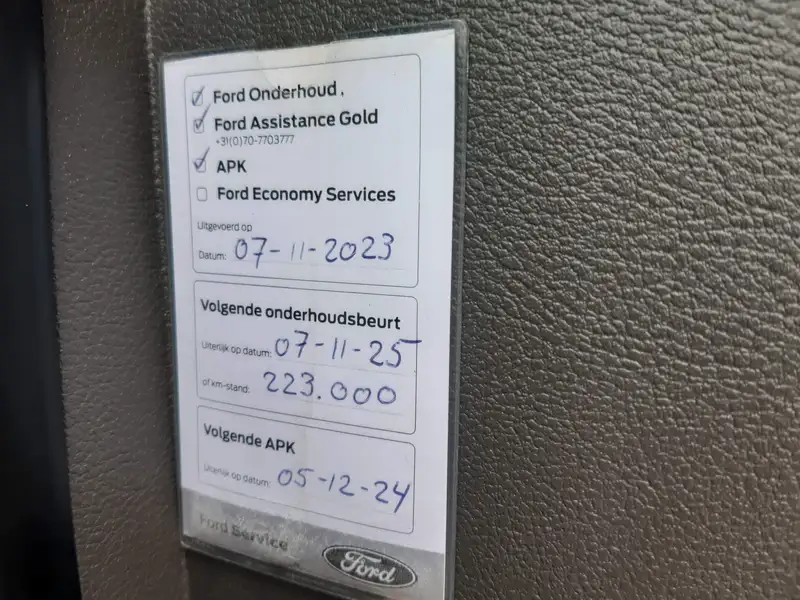 Ford Onderhoud.
Ford Assistance Gold
+31(0)70-7703777
APK
Ford Economy Services
Uitgevoerd op
Datum: 07-11-2023
Volgende onderhoudsbeurt
Uiterlijk op datum: 07-11-25
of km-stand: 223.000
Volgende APK
Uiterlijk op datum: 05-12-24
Ford Service
Ford